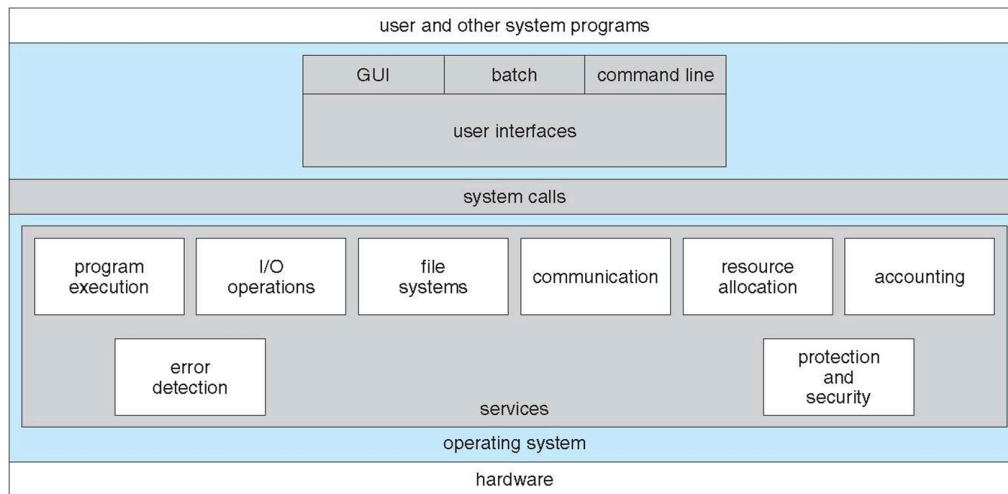 user and other system programs
GUI
batch
command line
user interfaces
system calls
program
execution
I/O
operations
file
systems
communication
resource
allocation
accounting
error
detection
protection
and
security
services
operating system
hardware